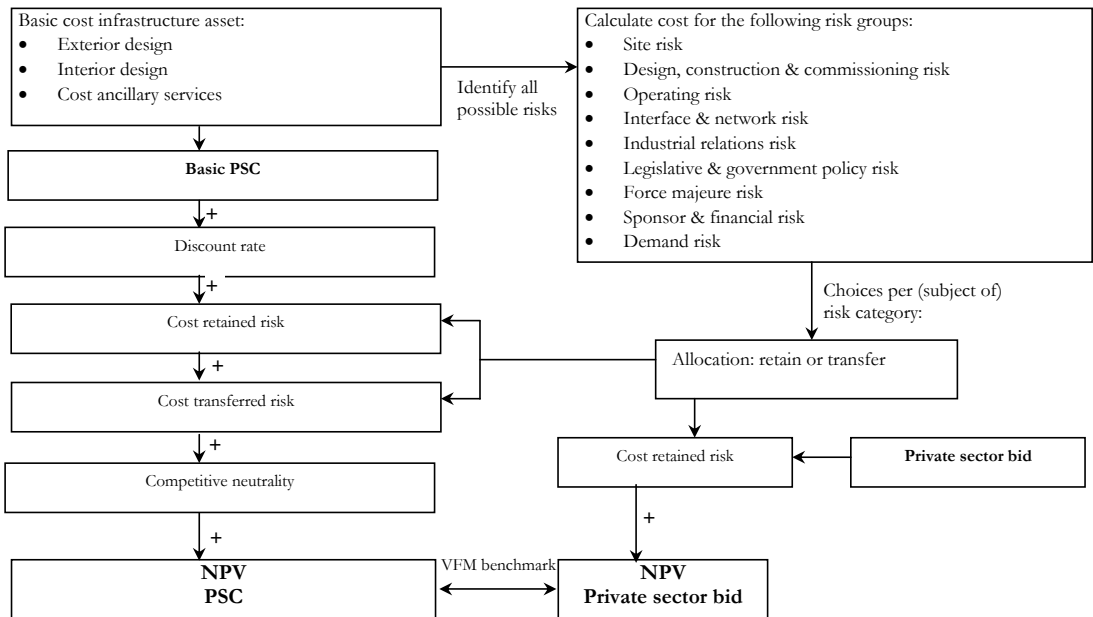 Basic cost infrastructure asset:
• Exterior design
• Interior design
• Cost ancillary services
Identify all
possible risks
Calculate cost for the following risk groups:
• Site risk
• Design, construction & commissioning risk
• Operating risk
• Interface & network risk
• Industrial relations risk
• Legislative & government policy risk
• Force majeure risk
• Sponsor & financial risk
• Demand risk
Basic PSC
+
Discount rate
+
Choices per (subject of)
risk category:
Cost retained risk
+
Allocation: retain or transfer
Cost transferred risk
+
Cost retained risk
Private sector bid
Competitive neutrality
+
+
NPV
PSC
VFM benchmark
NPV
Private sector bid